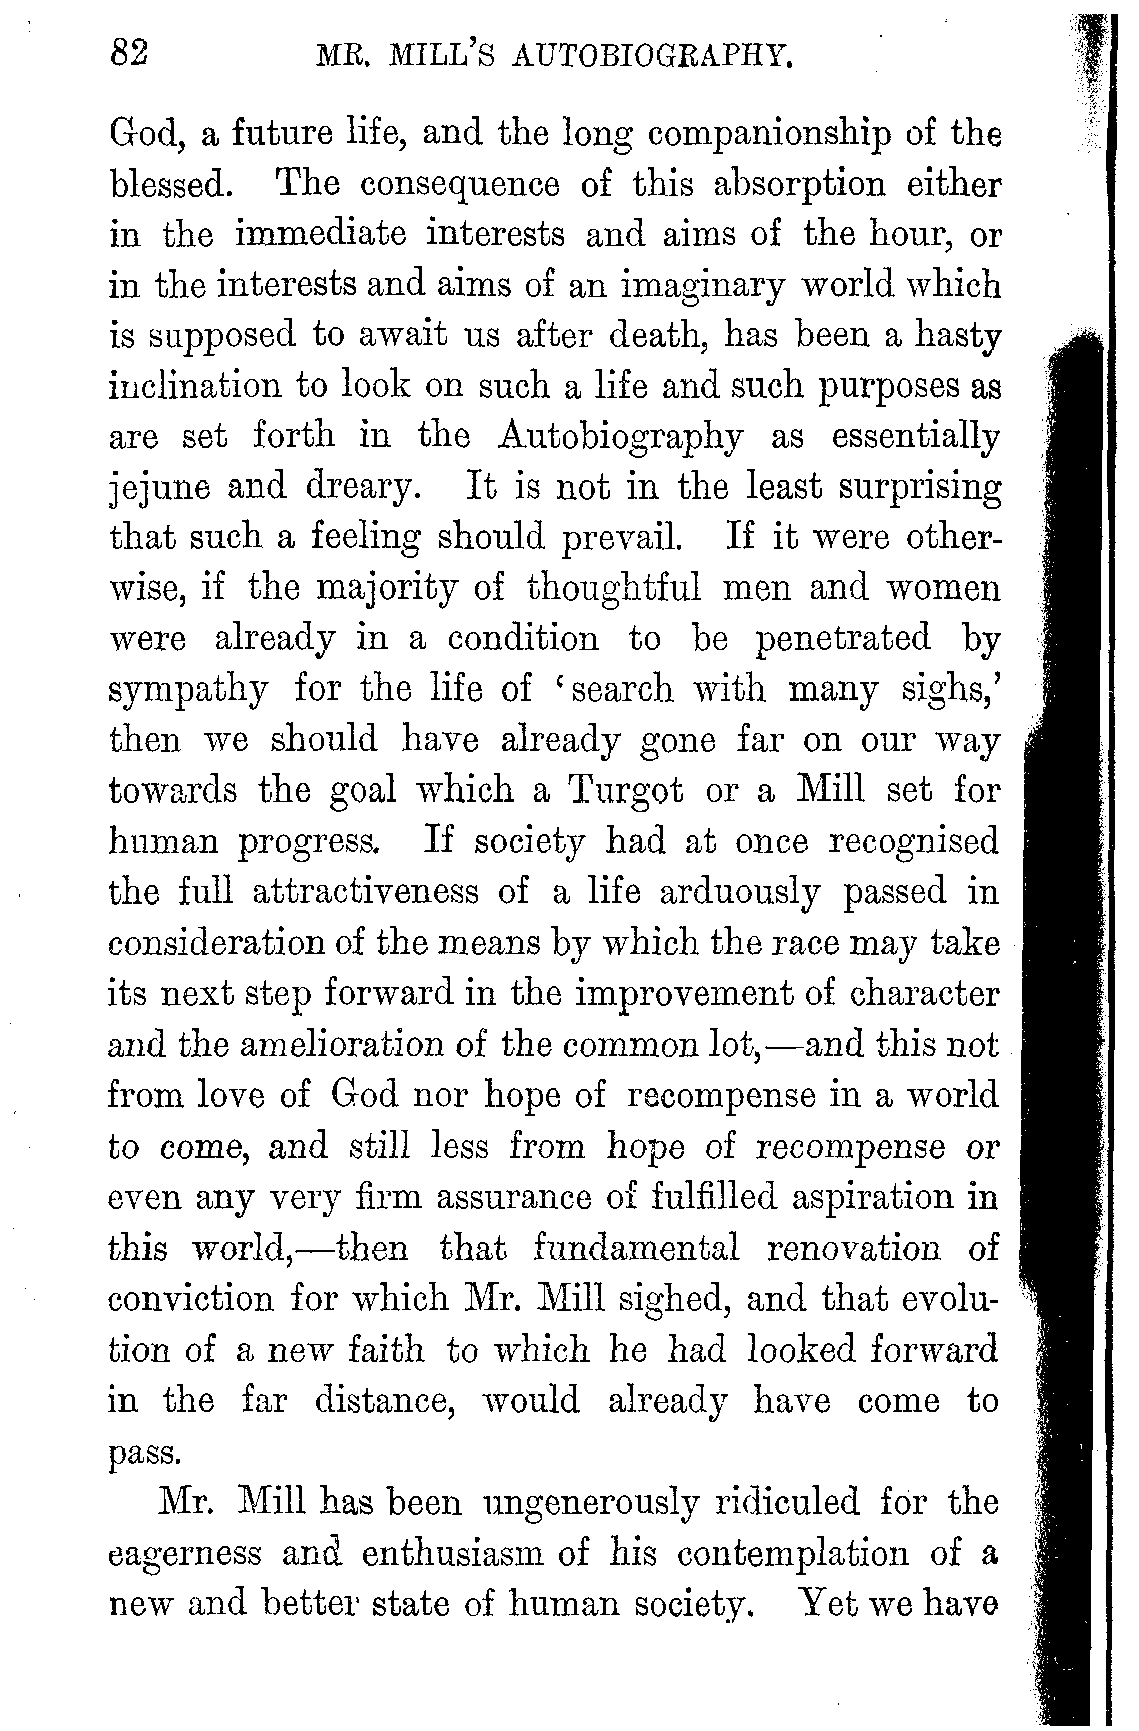 82 MR. MILL'S AUTOBIOGRAPHY.
God, a future life, and the long companionship of the
blessed. The consequence of this absorption either
in the immediate interests and aims of the hour, or
in the interests and aims of an imaginary world which
is supposed to await us after death, has been a hasty
inclination to look on such a life and such purposes as
are set forth in the Autobiography as essentially
jejune and dreary. It is not in the least surprising
that such a feeling should prevail. If it were other-
wise, if the majority of thoughtful men and women
were already in a condition to be penetrated by
sympathy for the life of ‘search with many sighs,’
then we should have already gone far on our way
towards the goal which a Turgot or a Mill set for
human progress. If society had at once recognised
the full attractiveness of a life arduously passed in
consideration of the means by which the race may take
its next step forward in the improvement of character
and the amelioration of the common lot,—and this not
from love of God nor hope of recompense in a world
to come, and still less from hope of recompense or
even any very firm assurance of fulfilled aspiration in
this world,—then that fundamental renovation of
conviction for which Mr. Mill sighed, and that evolu-
tion of a new faith to which he had looked forward
in the far distance, would already have come to
pass.
Mr. Mill has been ungenerously ridiculed for the
eagerness and enthusiasm of his contemplation of a
new and better state of human society. Yet we have